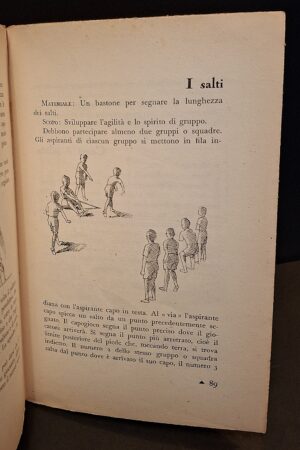 I salti
MATERIALE: Un bastone per segnare la lunghezza
dei salti.
SCOPO: Sviluppare l'agilità e lo spirito di gruppo.
Debbono partecipare almeno due gruppi o squadre.
Gli aspiranti di ciascun gruppo si mettono in fila in-
diana con l'aspirante capo in testa. Al « via » l'aspirante
capo spicca un salto da un punto precedentemente se-
gnato. Il capogioco segna il punto preciso dove il gio-
catore arriverà. Si segna il punto più arretrato, cioè il
limite posteriore del piede che, toccando terra, si trova
indietro. Il numero 2 dello stesso gruppo o squadra
salta dal punto dove è arrivato il suo capo, il numero 3
▲ 89